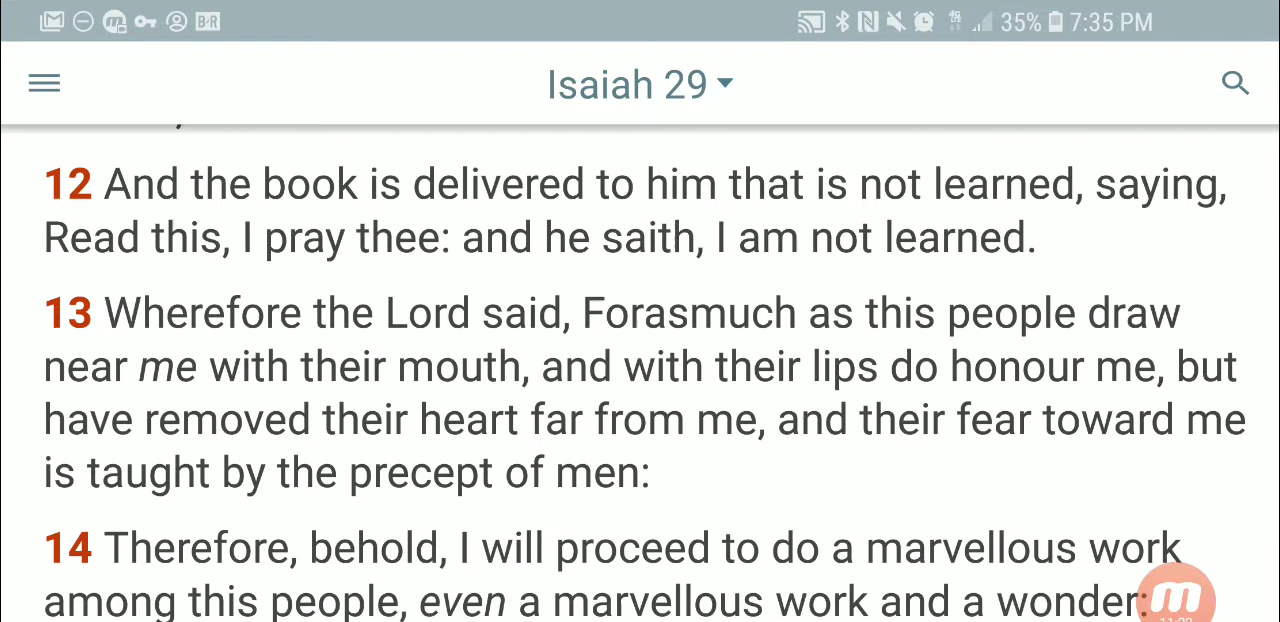 B·R 35% 7:35 PM
Isaiah 29
12 And the book is delivered to him that is not learned, saying,
Read this, I pray thee: and he saith, I am not learned.
13 Wherefore the Lord said, Forasmuch as this people draw
near me with their mouth, and with their lips do honour me, but
have removed their heart far from me, and their fear toward me
is taught by the precept of men:
14 Therefore, behold, I will proceed to do a marvellous work
among this people, even a marvellous work and a wonder: